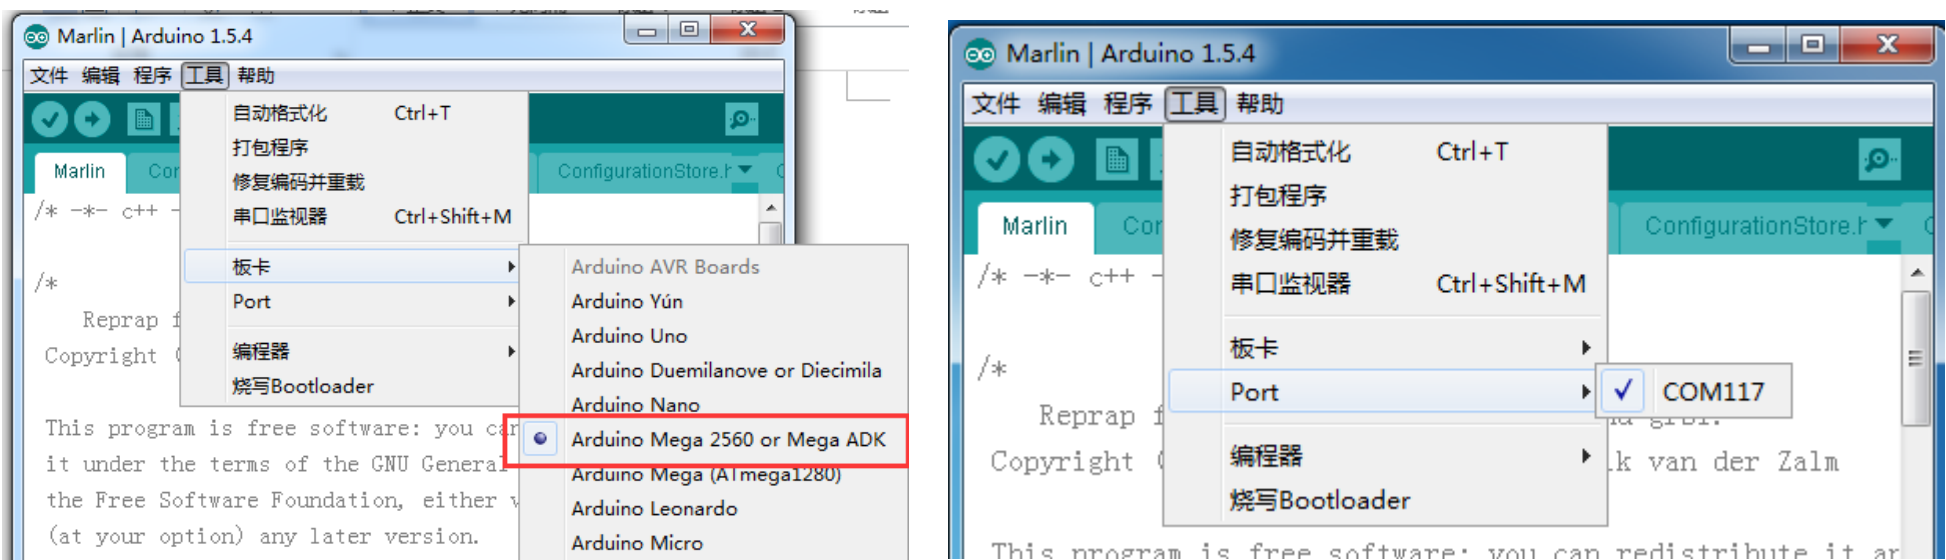 Marlin | Arduino 1.5.4
文件 编辑 程序 工具 帮助
自动格式化 Ctrl+T
打包程序
修复编码并重载
串口监视器 Ctrl+Shift+M
板卡
Port
编程器
烧写Bootloader
Marlin Cor ConfigurationStore.h
/* -*- c++ -
/*
Reprap f
Copyright (
This program is free software: you can
it under the terms of the GNU General
the Free Software Foundation, either v
(at your option) any later version.
Arduino AVR Boards
Arduino Yún
Arduino Uno
Arduino Duemilanove or Diecimila
Arduino Nano
Arduino Mega 2560 or Mega ADK
Arduino Mega (ATmega1280)
Arduino Leonardo
Arduino Micro
Marlin | Arduino 1.5.4
文件 编辑 程序 工具 帮助
自动格式化 Ctrl+T
打包程序
修复编码并重载
串口监视器 Ctrl+Shift+M
板卡
Port
编程器
烧写Bootloader
COM117
Marlin Cor ConfigurationStore.h
/* -*- c++ -
/*
Reprap f
Copyright ( k van der Zalm
This program is free software: you can redistribute it an